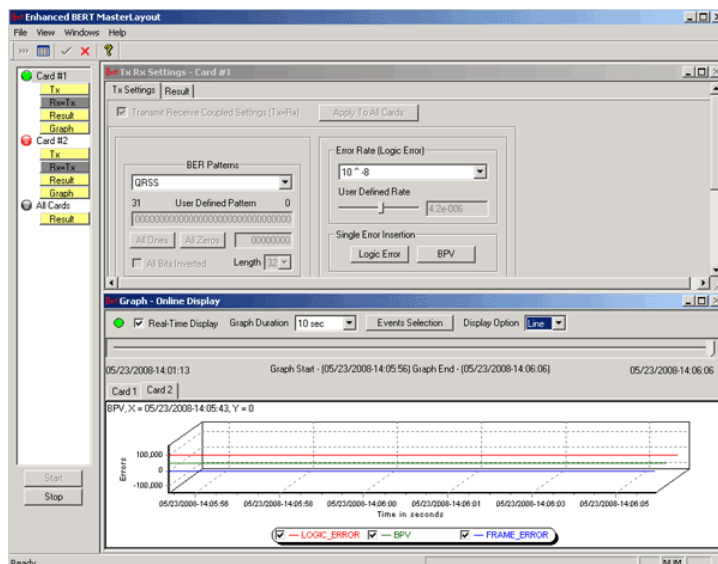 Enhanced BERT MasterLayout
File View Windows Help
Card #1
Tx
Rx=Tx
Result
Graph
Card #2
Tx
Rx=Tx
Result
Graph
All Cards
Result
Start
Stop
Tx Rx Settings - Card #1
Tx Settings Result
Transmit Receive Coupled Settings (Tx=Rx) Apply To All Cards
BER Patterns
QRSS
31 User Defined Pattern 0
00000000000000000000000000000000
All Ones All Zeros 00000000
All Bits Inverted Length 32
Error Rate (Logic Error)
10 ^ -8
User Defined Rate
4.2e-006
Single Error Insertion
Logic Error BPV
Graph - Online Display
Real-Time Display Graph Duration 10 sec Events Selection Display Option Line
05/23/2008-14:01:13 Graph Start - (05/23/2008-14:05:56) Graph End - (05/23/2008-14:06:06) 05/23/2008-14:06:06
Card 1 Card 2
BPV, X = 05/23/2008-14:05:43, Y = 0
Errors
100,000
0
-100,000
05/23/2008-14:05:56 05/23/2008-14:05:58 05/23/2008-14:06:00 05/23/2008-14:06:01 05/23/2008-14:06:03 05/23/2008-14:06:05
Time in seconds
LOGIC_ERROR BPV FRAME_ERROR
Ready NUM